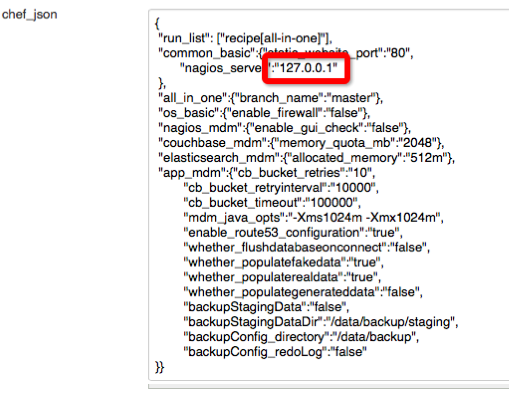 chef_json
{
"run_list": ["recipe[all-in-one]"],
"common_basic":{"static_website_port":"80",
"nagios_server":"127.0.0.1"
},
"all_in_one":{"branch_name":"master"},
"os_basic":{"enable_firewall":"false"},
"nagios_mdm":{"enable_gui_check":"false"},
"couchbase_mdm":{"memory_quota_mb":"2048"},
"elasticsearch_mdm":{"allocated_memory":"512m"},
"app_mdm":{"cb_bucket_retries":"10",
"cb_bucket_retryinterval":"10000",
"cb_bucket_timeout":"100000",
"mdm_java_opts":"-Xms1024m -Xmx1024m",
"enable_route53_configuration":"true",
"whether_flushdatabaseonconnect":"false",
"whether_populatefakedata":"true",
"whether_populaterealdata":"true",
"whether_populategenerateddata":"false",
"backupStagingData":"false",
"backupStagingDataDir":"/data/backup/staging",
"backupConfig_directory":"/data/backup",
"backupConfig_redoLog":"false"
}}